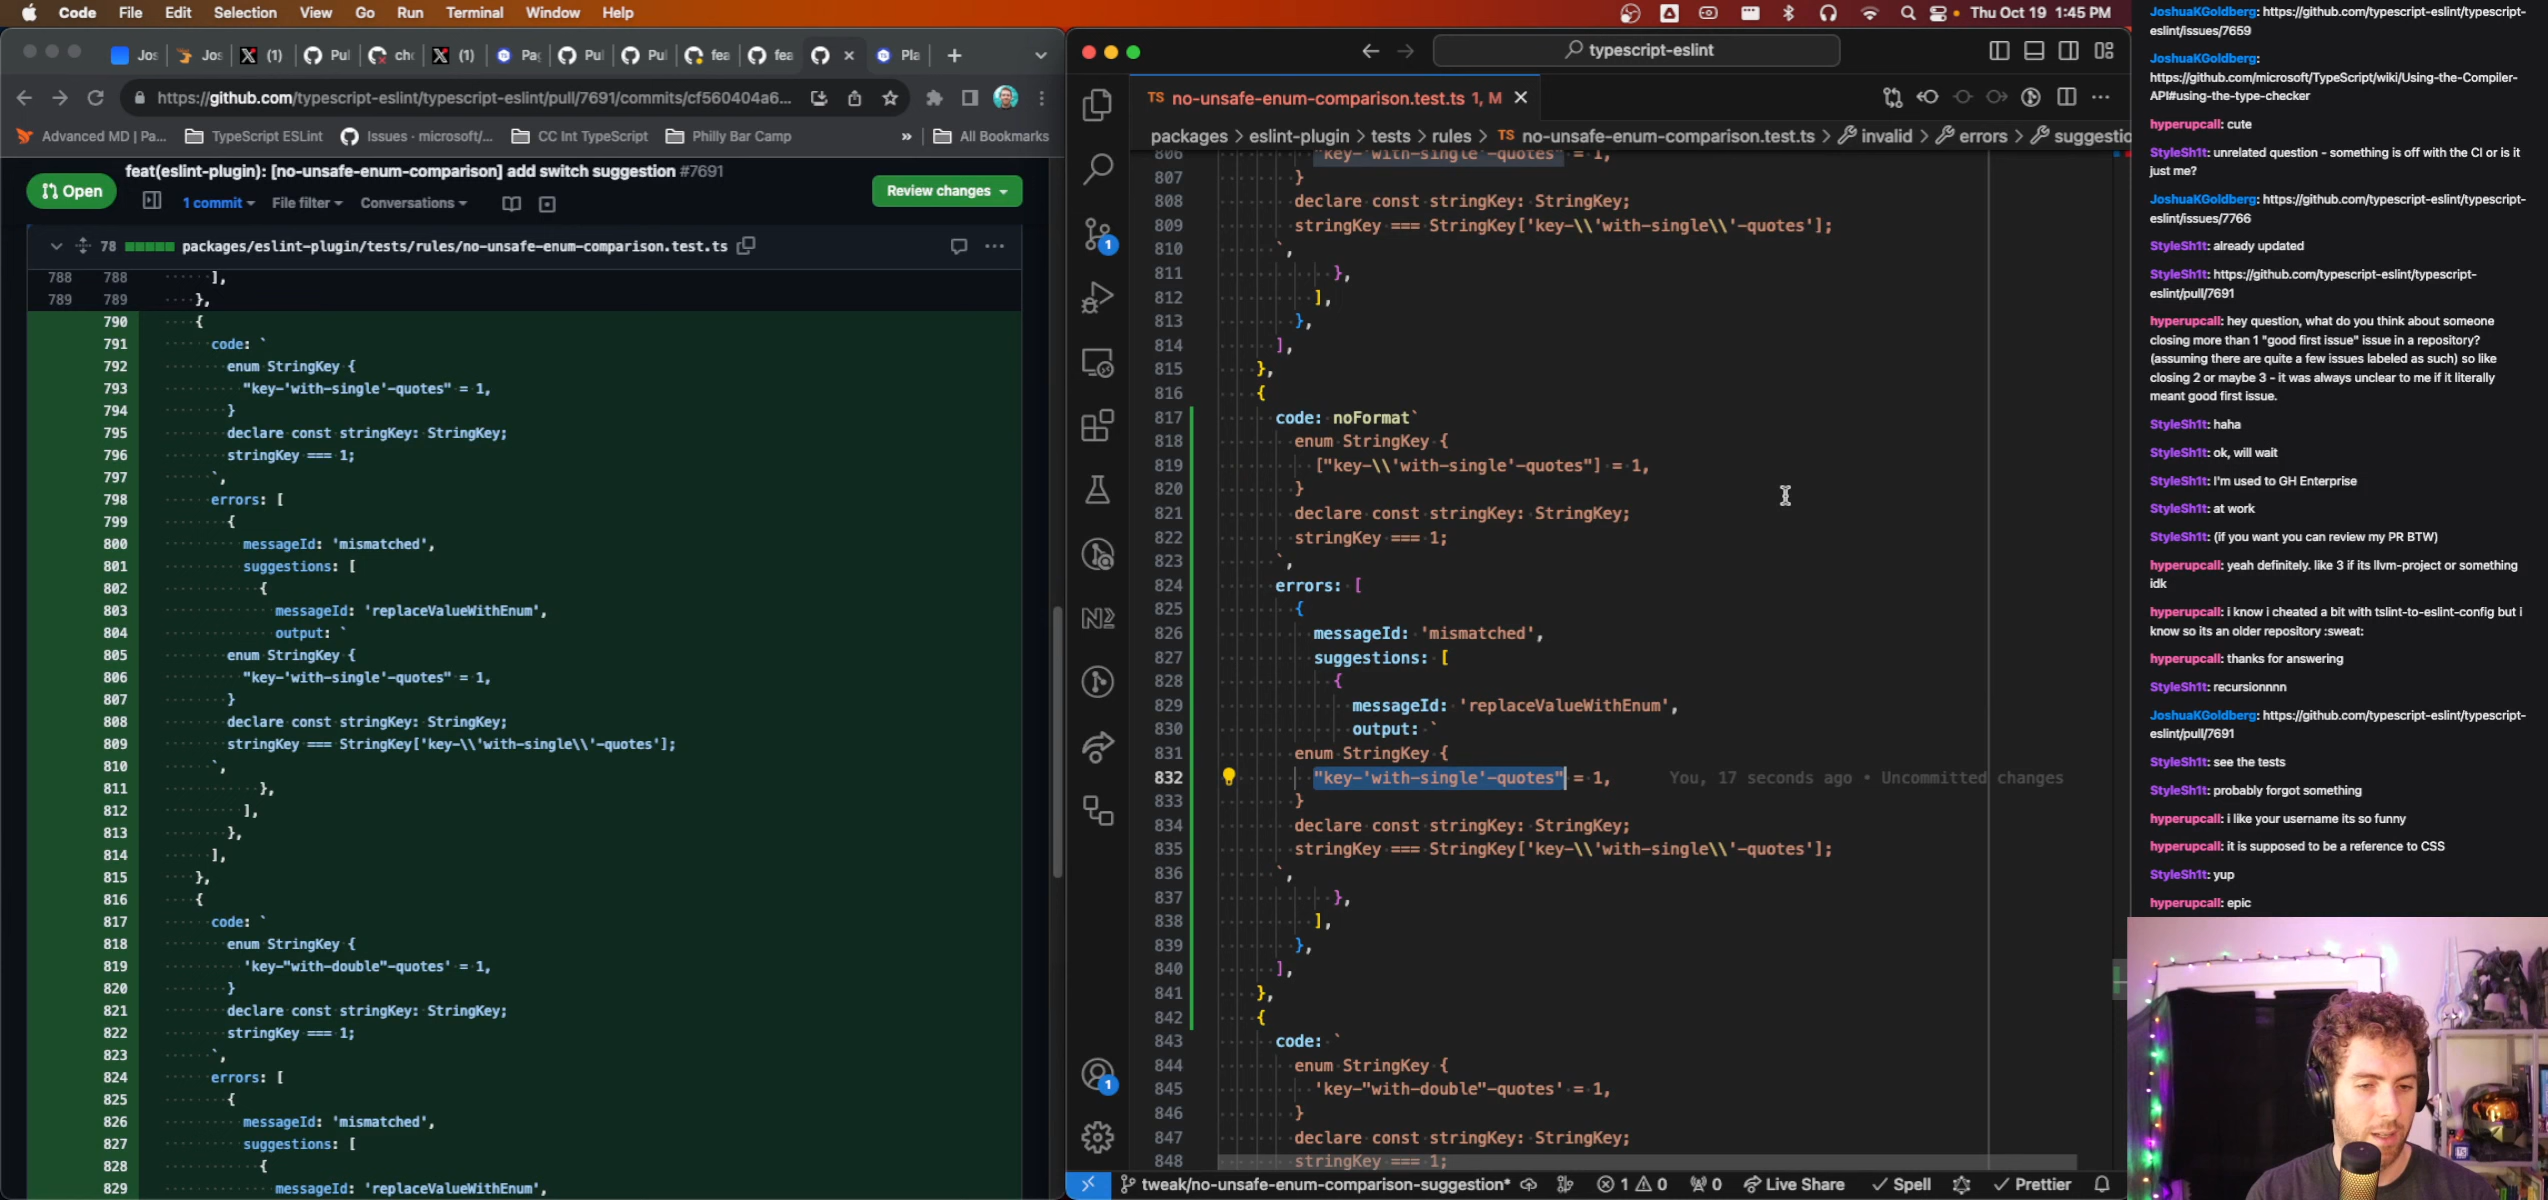 Code File Edit Selection View Go Run Terminal Window Help
Thu Oct 19 1:45 PM
Jos Jos (1) Pul cho (1) Pag Pul Pul fea fea Pla
https://github.com/typescript-eslint/typescript-eslint/pull/7691/commits/cf560404a6...
Advanced MD | Pa... TypeScript ESLint Issues · microsoft/... CC Int TypeScript Philly Bar Camp » All Bookmarks
feat(eslint-plugin): [no-unsafe-enum-comparison] add switch suggestion #7691
Open
1 commit File filter Conversations
Review changes
78 packages/eslint-plugin/tests/rules/no-unsafe-enum-comparison.test.ts
788 788 ],
789 789 },
790 {
791 code: `
792 enum StringKey {
793 "key-'with-single'-quotes" = 1,
794 }
795 declare const stringKey: StringKey;
796 stringKey === 1;
797 `,
798 errors: [
799 {
800 messageId: 'mismatched',
801 suggestions: [
802 {
803 messageId: 'replaceValueWithEnum',
804 output: `
805 enum StringKey {
806 "key-'with-single'-quotes" = 1,
807 }
808 declare const stringKey: StringKey;
809 stringKey === StringKey['key-\\'with-single\\'-quotes'];
810 `,
811 },
812 ],
813 },
814 ],
815 },
816 {
817 code: `
818 enum StringKey {
819 'key-"with-double"-quotes' = 1,
820 }
821 declare const stringKey: StringKey;
822 stringKey === 1;
823 `,
824 errors: [
825 {
826 messageId: 'mismatched',
827 suggestions: [
828 {
829 messageId: 'replaceValueWithEnum',
typescript-eslint
TS no-unsafe-enum-comparison.test.ts 1, M
packages > eslint-plugin > tests > rules > TS no-unsafe-enum-comparison.test.ts > invalid > errors > suggestio
806 "key-'with-single'-quotes" = 1,
807 }
808 declare const stringKey: StringKey;
809 stringKey === StringKey['key-\\'with-single\\'-quotes'];
810 `,
811 },
812 ],
813 },
814 ],
815 },
816 {
817 code: noFormat`
818 enum StringKey {
819 ["key-\\'with-single'-quotes"] = 1,
820 }
821 declare const stringKey: StringKey;
822 stringKey === 1;
823 `,
824 errors: [
825 {
826 messageId: 'mismatched',
827 suggestions: [
828 {
829 messageId: 'replaceValueWithEnum',
830 output: `
831 enum StringKey {
832 "key-'with-single'-quotes" = 1, You, 17 seconds ago • Uncommitted changes
833 }
834 declare const stringKey: StringKey;
835 stringKey === StringKey['key-\\'with-single\\'-quotes'];
836 `,
837 },
838 ],
839 },
840 ],
841 },
842 {
843 code: `
844 enum StringKey {
845 'key-"with-double"-quotes' = 1,
846 }
847 declare const stringKey: StringKey;
848 stringKey === 1;
1
1
tweak/no-unsafe-enum-comparison-suggestion* 1 0 0 Live Share Spell Prettier
JoshuaKGoldberg: https://github.com/typescript-eslint/typescript-
eslint/issues/7659
JoshuaKGoldberg:
https://github.com/microsoft/TypeScript/wiki/Using-the-Compiler-
API#using-the-type-checker
hyperupcall: cute
StyleSh1t: unrelated question - something is off with the CI or is it
just me?
JoshuaKGoldberg: https://github.com/typescript-eslint/typescript-
eslint/issues/7766
StyleSh1t: already updated
StyleSh1t: https://github.com/typescript-eslint/typescript-
eslint/pull/7691
hyperupcall: hey question, what do you think about someone
closing more than 1 "good first issue" issue in a repository?
(assuming there are quite a few issues labeled as such) so like
closing 2 or maybe 3 - it was always unclear to me if it literally
meant good first issue.
StyleSh1t: haha
StyleSh1t: ok, will wait
StyleSh1t: I'm used to GH Enterprise
StyleSh1t: at work
StyleSh1t: (if you want you can review my PR BTW)
hyperupcall: yeah definitely. like 3 if its llvm-project or something
idk
hyperupcall: i know i cheated a bit with tslint-to-eslint-config but i
know so its an older repository :sweat:
hyperupcall: thanks for answering
StyleSh1t: recursionnnn
JoshuaKGoldberg: https://github.com/typescript-eslint/typescript-
eslint/pull/7691
StyleSh1t: see the tests
StyleSh1t: probably forgot something
hyperupcall: i like your username its so funny
hyperupcall: it is supposed to be a reference to CSS
StyleSh1t: yup
hyperupcall: epic